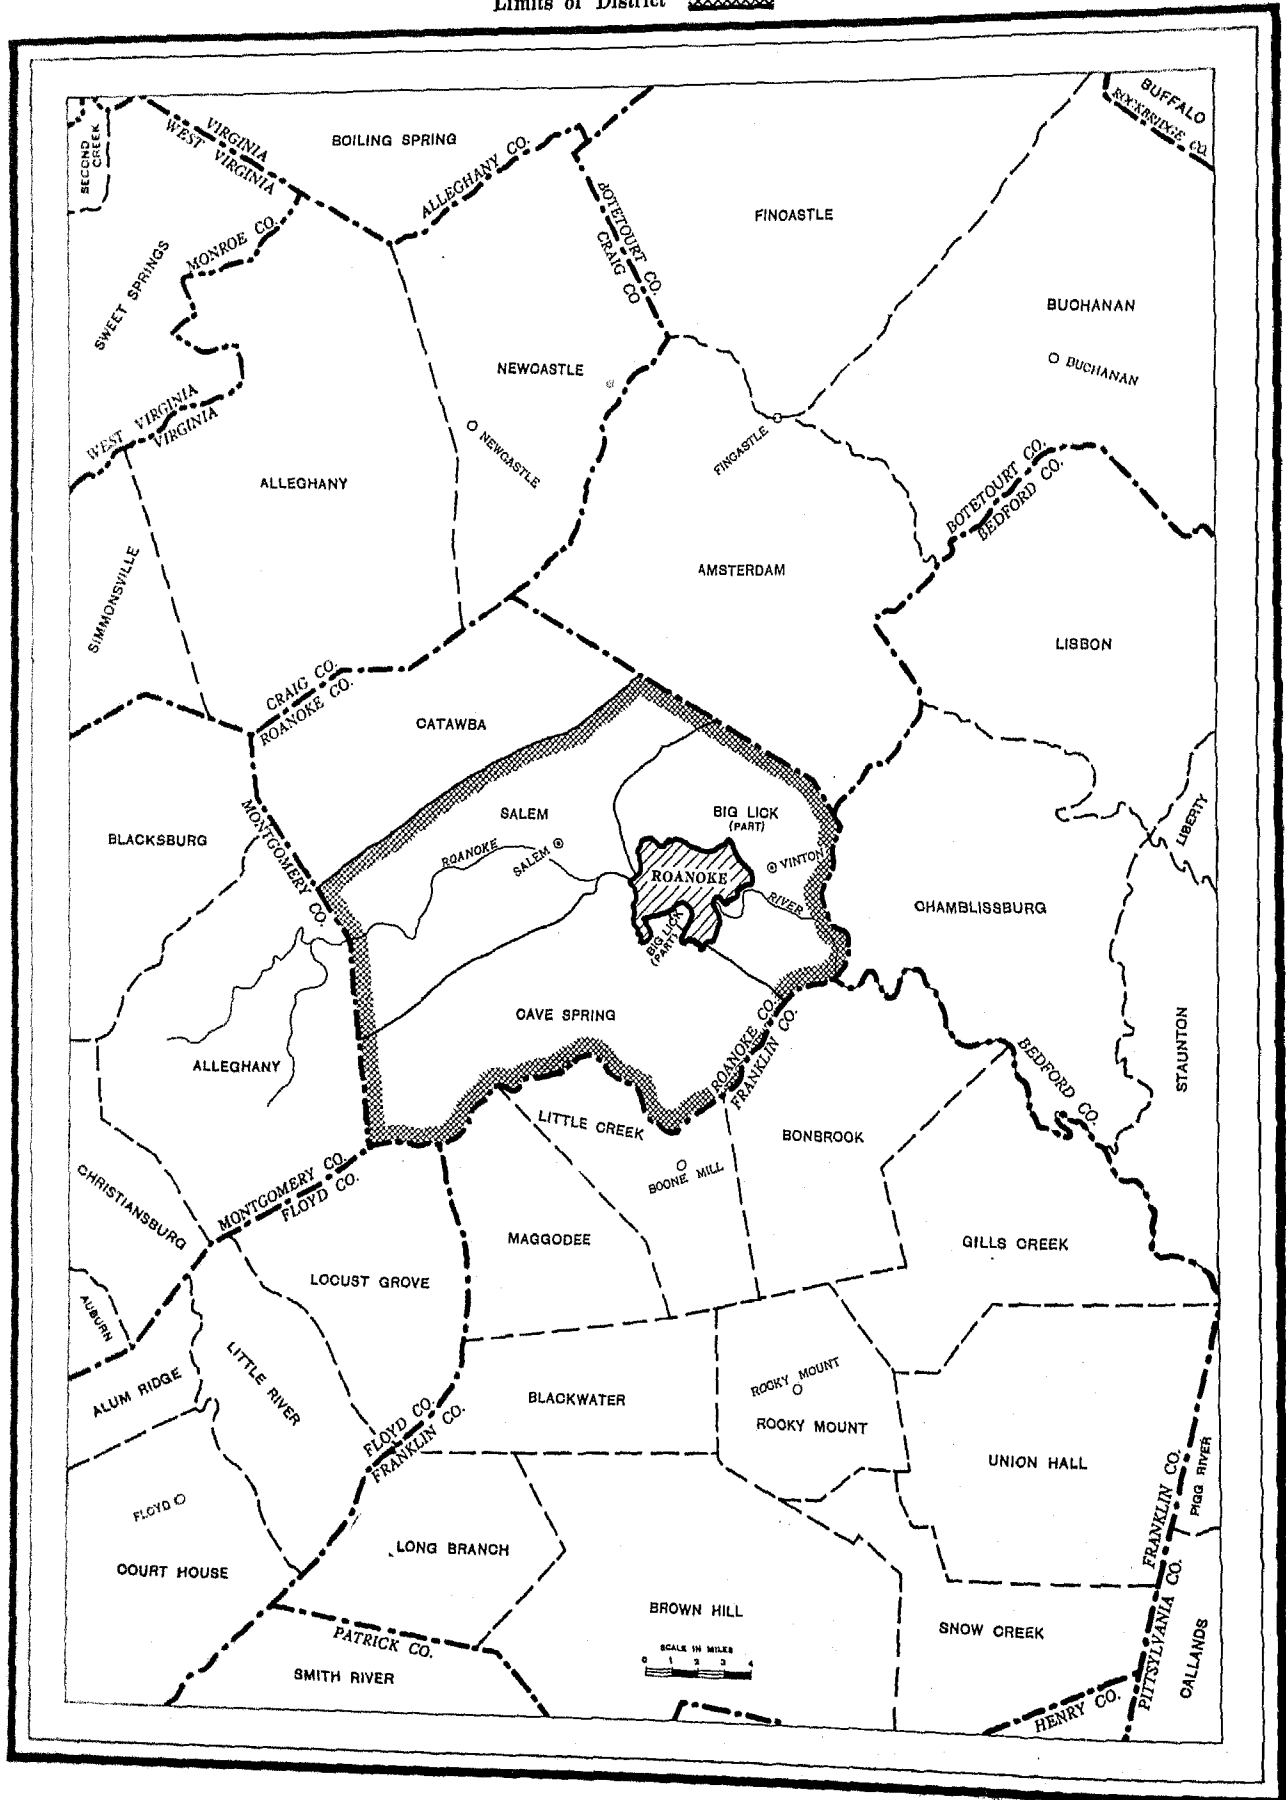 Limits of District
BUFFALO
ROCKBRIDGE CO.
SECOND
CREEK
VIRGINIA
WEST VIRGINIA
BOILING SPRING
ALLEGHANY CO.
BOTETOURT CO.
CRAIG CO
FINCASTLE
MONROE CO.
SWEET SPRINGS
BUCHANAN
BUCHANAN
NEWCASTLE
NEWCASTLE
WEST VIRGINIA
VIRGINIA
FINCASTLE
ALLEGHANY
BOTETOURT CO.
BEDFORD CO.
SIMMONSVILLE
AMSTERDAM
LISBON
CRAIG CO.
ROANOKE CO.
CATAWBA
BLACKSBURG
MONTGOMERY CO.
SALEM
BIG LICK
(PART)
LIBERTY
ROANOKE
SALEM
VINTON
ROANOKE
RIVER
BIG LICK
(PART)
CHAMBLISSBURG
CAVE SPRING
ROANOKE CO.
FRANKLIN CO.
STAUNTON
ALLEGHANY
BEDFORD CO.
LITTLE CREEK
BONBROOK
BOONE MILL
CHRISTIANSBURG
MONTGOMERY CO.
FLOYD CO.
MAGGODEE
GILLS CREEK
LOCUST GROVE
AUBURN
ALUM RIDGE
LITTLE RIVER
BLACKWATER
ROCKY MOUNT
ROCKY MOUNT
FLOYD CO.
FRANKLIN CO.
UNION HALL
FRANKLIN CO.
PIGG RIVER
FLOYD
COURT HOUSE
LONG BRANCH
BROWN HILL
SNOW CREEK
PITTSYLVANIA CO.
CALLANDS
PATRICK CO.
SMITH RIVER
SCALE IN MILES
0 1 2 3 4
HENRY CO.